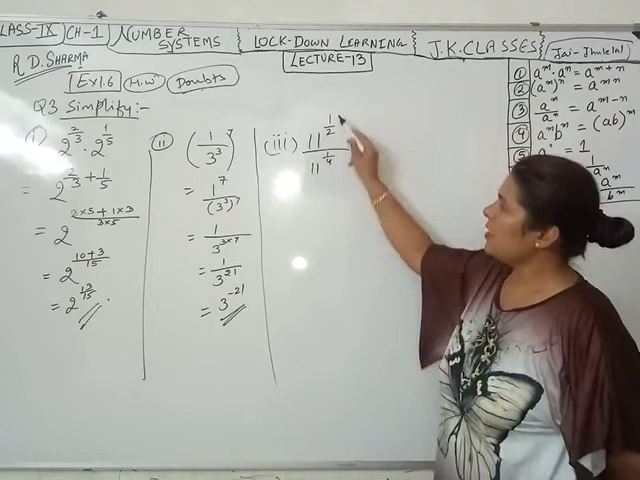 LASS-IX CH-1 NUMBER SYSTEMS LOCK-DOWN LEARNING J.K.CLASSES Jai-Jhulelal
R.D. SHARMA LECTURE-13
Ex 1.6 H.W Doubts
Q3 Simplify:-
i) 2^(2/3) . 2^(1/5)
= 2^(2/3 + 1/5)
= 2^((2×5 + 1×3)/(3×5))
= 2^((10+3)/15)
= 2^(13/15)
ii) (1/3^3)^7
= 1^7/(3^3)^7
= 1/3^(3×7)
= 1/3^21
= 3^-21
(iii) 11^(1/2)/11^(1/4)
① a^m . a^n = a^(m+n)
② (a^m)^n = a^(mn)
③ a^m/a^n = a^(m-n)
④ a^m b^m = (ab)^m
⑤ a° = 1
1/a^m
a^m/b^m